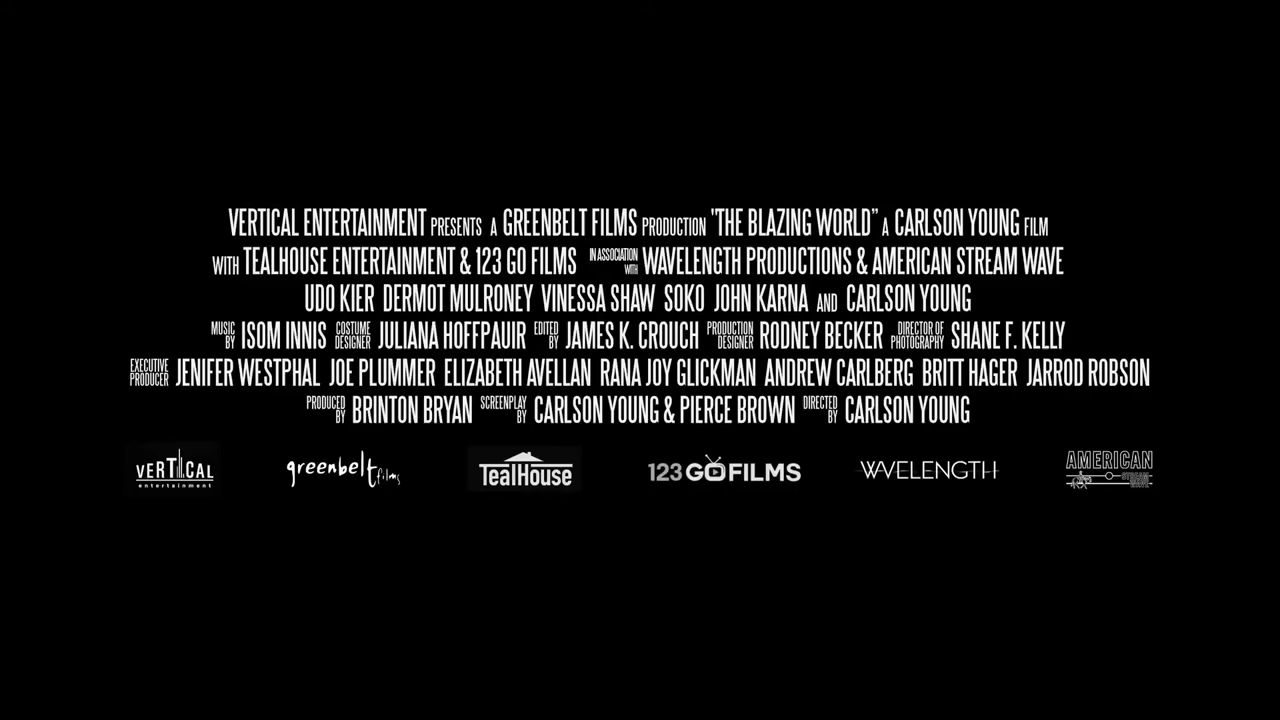 VERTICAL ENTERTAINMENT PRESENTS A GREENBELT FILMS PRODUCTION "THE BLAZING WORLD” A CARLSON YOUNG FILM
WITH TEALHOUSE ENTERTAINMENT & 123 GO FILMS IN ASSOCIATION WITH WAVELENGTH PRODUCTIONS & AMERICAN STREAM WAVE
UDO KIER DERMOT MULRONEY VINESSA SHAW SOKO JOHN KARNA AND CARLSON YOUNG
MUSIC BY ISOM INNIS COSTUME DESIGNER JULIANA HOFFPAUIR EDITED BY JAMES K. CROUCH PRODUCTION DESIGNER RODNEY BECKER DIRECTOR OF PHOTOGRAPHY SHANE F. KELLY
EXECUTIVE PRODUCER JENIFER WESTPHAL JOE PLUMMER ELIZABETH AVELLAN RANA JOY GLICKMAN ANDREW CARLBERG BRITT HAGER JARROD ROBSON
PRODUCED BY BRINTON BRYAN SCREENPLAY BY CARLSON YOUNG & PIERCE BROWN DIRECTED BY CARLSON YOUNG
VERTICAL entertainment greenbelt films TealHouse 123 GO FILMS WAVELENGTH AMERICAN STREAM WAVE